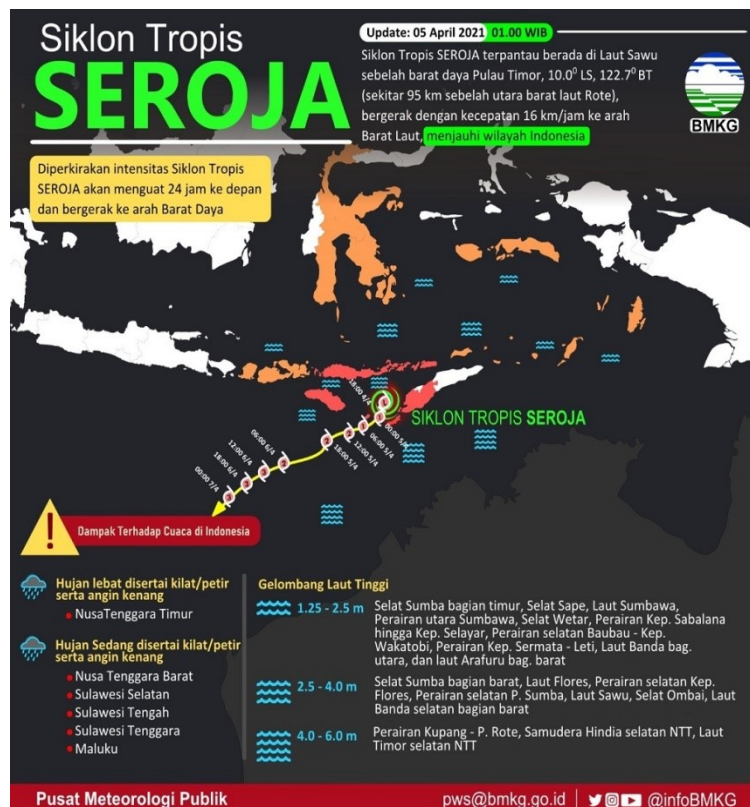 Siklon Tropis
SEROJA
Update: 05 April 2021 01.00 WIB
Siklon Tropis SEROJA terpantau berada di Laut Sawu
sebelah barat daya Pulau Timor, 10.0⁰ LS, 122.7⁰ BT
(sekitar 95 km sebelah utara barat laut Rote),
bergerak dengan kecepatan 16 km/jam ke arah
Barat Laut, menjauhi wilayah Indonesia
BMKG
Diperkirakan intensitas Siklon Tropis
SEROJA akan menguat 24 jam ke depan
dan bergerak ke arah Barat Daya
SIKLON TROPIS SEROJA
18:00 4/4
00:00 5/4
06:00 5/4
12:00 5/4
18:00 5/4
06:00 6/4
12:00 6/4
18:00 6/4
00:00 7/4
Dampak Terhadap Cuaca di Indonesia
Hujan lebat disertai kilat/petir
serta angin kenang
NusaTenggara Timur
Hujan Sedang disertai kilat/petir
serta angin kenang
Nusa Tenggara Barat
Sulawesi Selatan
Sulawesi Tengah
Sulawesi Tenggara
Maluku
Gelombang Laut Tinggi
1.25 - 2.5 m
Selat Sumba bagian timur, Selat Sape, Laut Sumbawa,
Perairan utara Sumbawa, Selat Wetar, Perairan Kep. Sabalana
hingga Kep. Selayar, Perairan selatan Baubau - Kep.
Wakatobi, Perairan Kep. Sermata - Leti, Laut Banda bag.
utara, dan laut Arafuru bag. barat
2.5 - 4.0 m
Selat Sumba bagian barat, Laut Flores, Perairan selatan Kep.
Flores, Perairan selatan P. Sumba, Laut Sawu, Selat Ombai, Laut
Banda selatan bagian barat
4.0 - 6.0 m
Perairan Kupang - P. Rote, Samudera Hindia selatan NTT, Laut
Timor selatan NTT
Pusat Meteorologi Publik
pws@bmkg.go.id
@infoBMKG